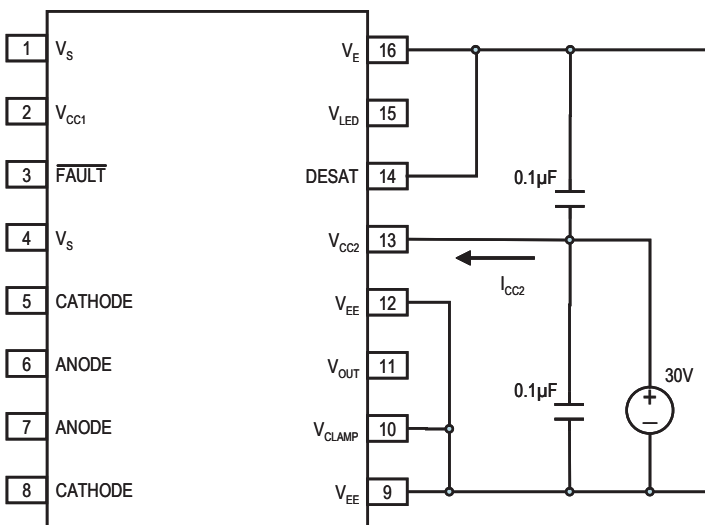 1 V_S
2 V_CC1
3 F̅A̅U̅L̅T̅
4 V_S
5 CATHODE
6 ANODE
7 ANODE
8 CATHODE
V_E 16
V_LED 15
DESAT 14
V_CC2 13
V_EE 12
V_OUT 11
V_CLAMP 10
V_EE 9
0.1µF
I_CC2
0.1µF
30V
+
—